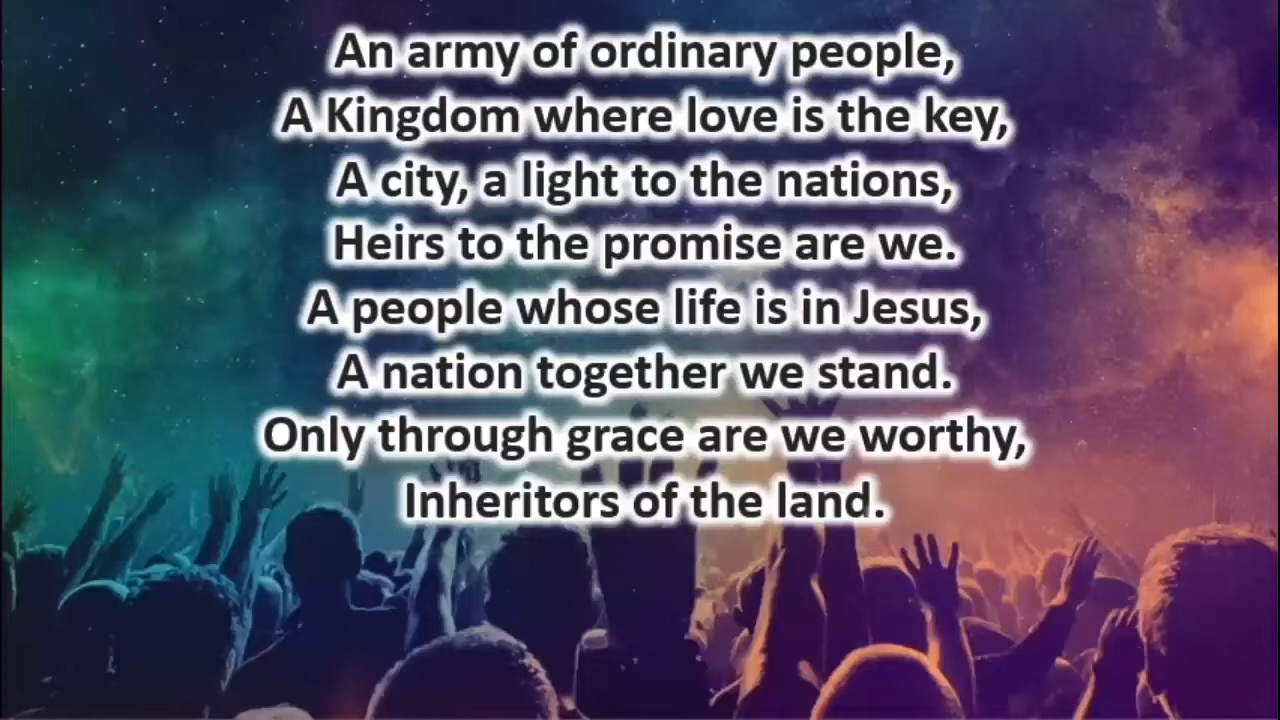 An army of ordinary people,
A Kingdom where love is the key,
A city, a light to the nations,
Heirs to the promise are we.
A people whose life is in Jesus,
A nation together we stand.
Only through grace are we worthy,
Inheritors of the land.